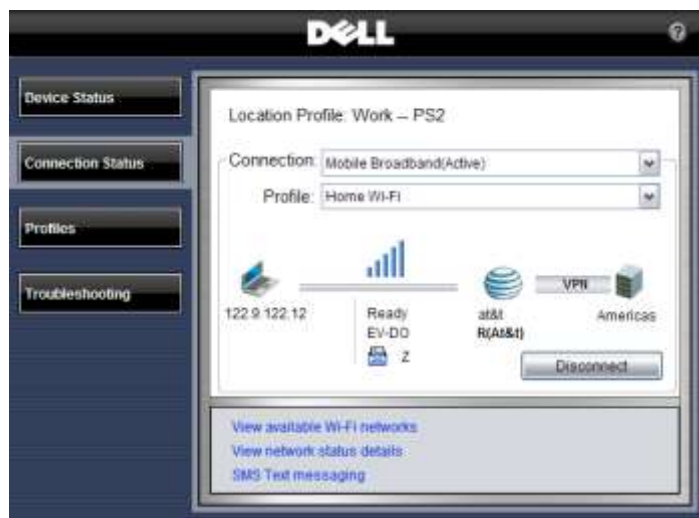 DELL
?
Device Status
Connection Status
Profiles
Troubleshooting
Location Profile: Work – PS2
Connection: Mobile Broadband(Active)
Profile: Home Wi-Fi
VPN
122.9.122.12
Ready
at&t
Americas
EV-DO
R(At&t)
Z
Disconnect
View available Wi-Fi networks
View network status details
SMS Text messaging